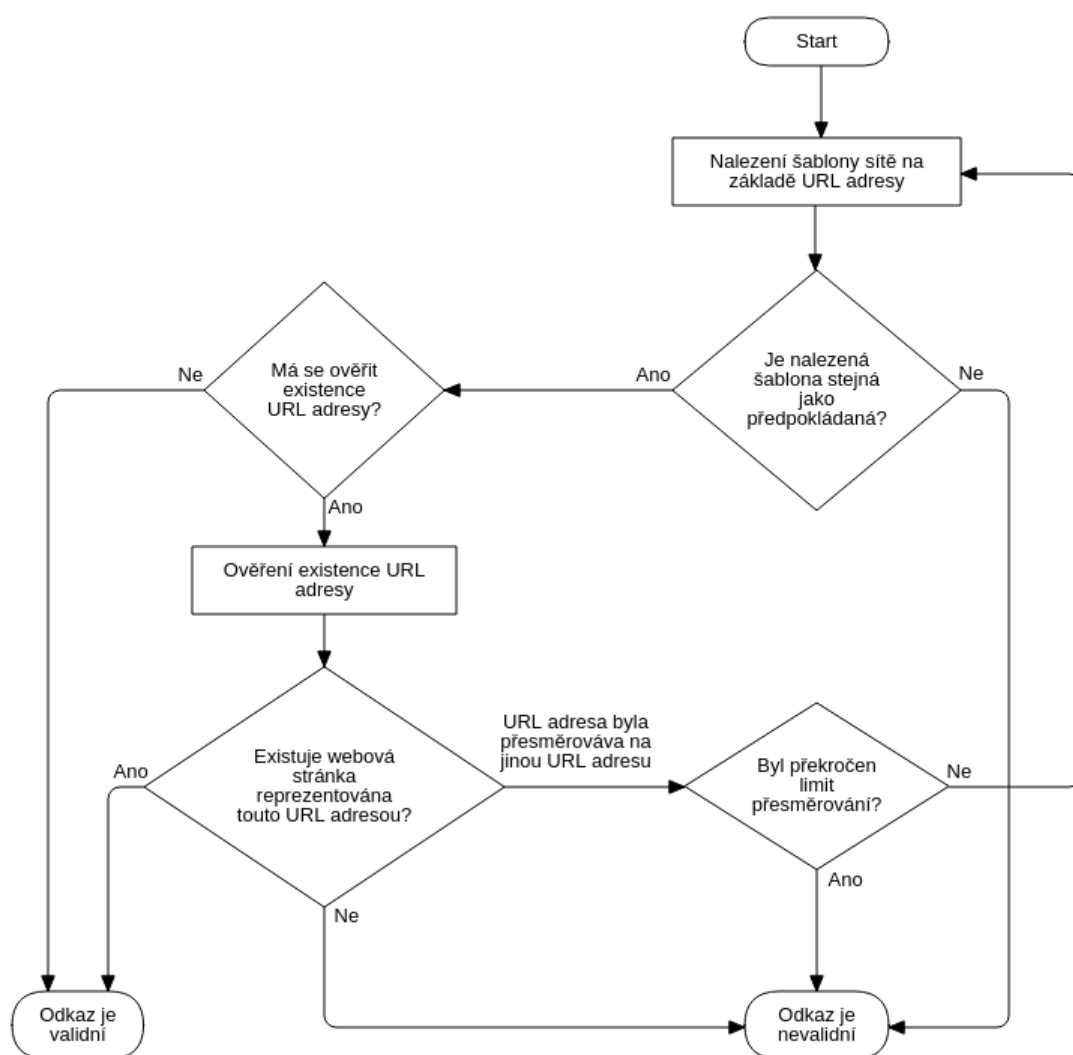 Start
Nalezení šablony sítě na
základě URL adresy
Je nalezená
šablona stejná
jako
předpokládaná?
Ano
Ne
Má se ověřit
existence
URL adresy?
Ne
Ano
Ověření existence URL
adresy
Existuje webová
stránka
reprezentována
touto URL adresou?
Ano
Ne
URL adresa byla
přesměrováva na
jinou URL adresu
Byl překročen
limit
přesměrování?
Ne
Ano
Odkaz je
validní
Odkaz je
nevalidní